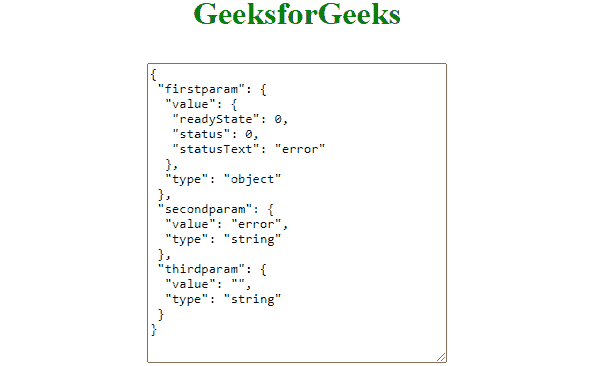 GeeksforGeeks
{
 "firstparam": {
  "value": {
   "readyState": 0,
   "status": 0,
   "statusText": "error"
  },
  "type": "object"
 },
 "secondparam": {
  "value": "error",
  "type": "string"
 },
 "thirdparam": {
  "value": "",
  "type": "string"
 }
}